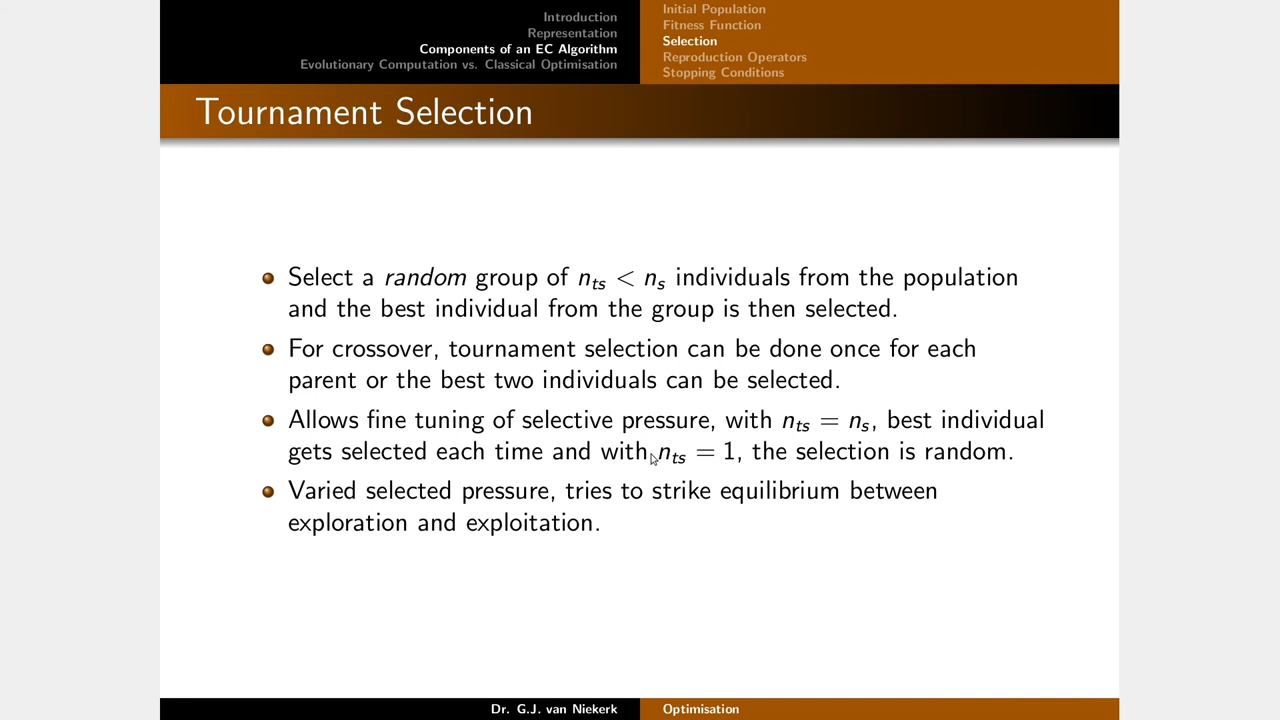 Introduction
Representation
Components of an EC Algorithm
Evolutionary Computation vs. Classical Optimisation
Initial Population
Fitness Function
Selection
Reproduction Operators
Stopping Conditions
Tournament Selection
Select a random group of nts < ns individuals from the population
and the best individual from the group is then selected.
For crossover, tournament selection can be done once for each
parent or the best two individuals can be selected.
Allows fine tuning of selective pressure, with nts = ns, best individual
gets selected each time and with nts = 1, the selection is random.
Varied selected pressure, tries to strike equilibrium between
exploration and exploitation.
Dr. G.J. van Niekerk
Optimisation